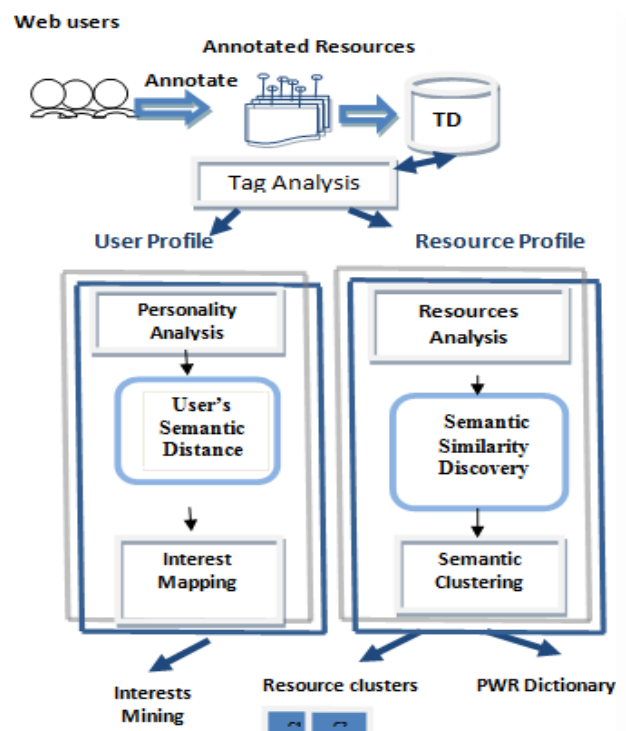 Web users
Annotated Resources
Annotate
TD
Tag Analysis
User Profile
Resource Profile
Personality
Analysis
User's
Semantic
Distance
Interest
Mapping
Resources
Analysis
Semantic
Similarity
Discovery
Semantic
Clustering
Interests
Mining
Resource clusters
PWR Dictionary